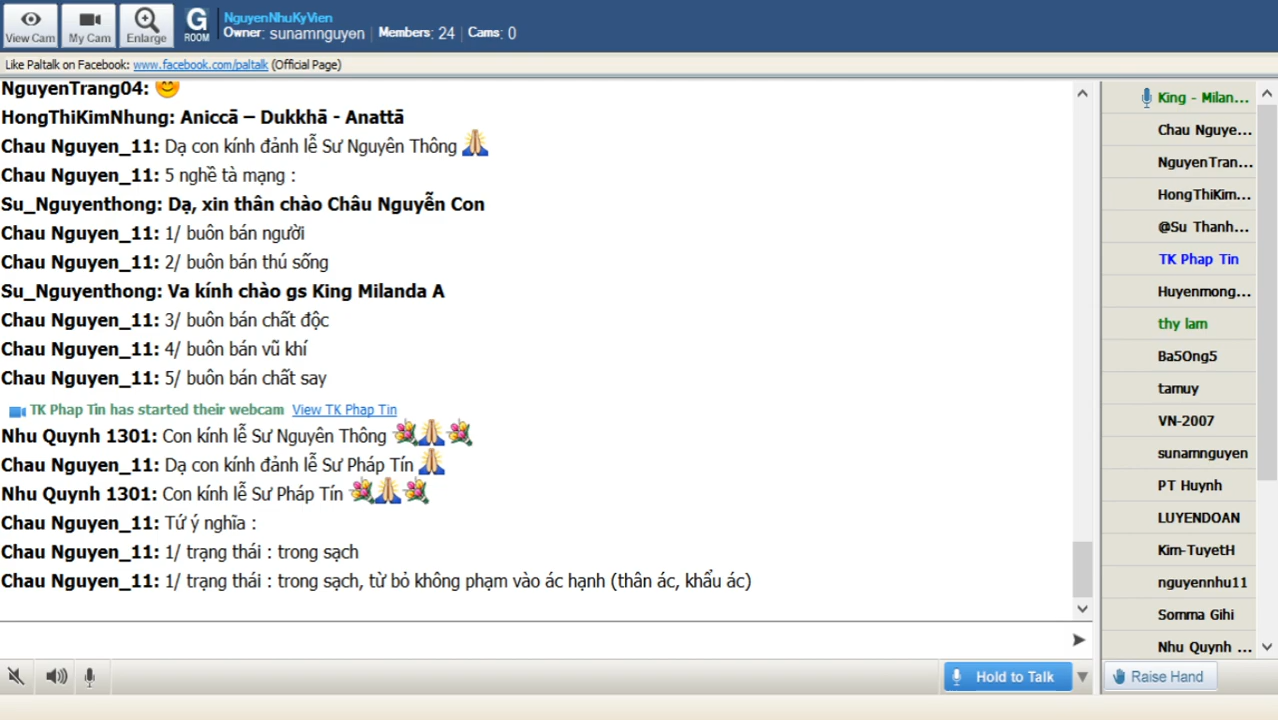 NguyenNhuKyVien
View Cam My Cam Enlarge G ROOM Owner: sunamnguyen | Members: 24 | Cams: 0
Like Paltalk on Facebook: www.facebook.com/paltalk (Official Page)
NguyenTrang04:
HongThiKimNhung: Aniccā – Dukkhā - Anattā
Chau Nguyen_11: Dạ con kính đảnh lễ Sư Nguyên Thông
Chau Nguyen_11: 5 nghề tà mạng :
Su_Nguyenthong: Dạ, xin thân chào Châu Nguyễn Con
Chau Nguyen_11: 1/ buôn bán người
Chau Nguyen_11: 2/ buôn bán thú sống
Su_Nguyenthong: Va kính chào gs King Milanda A
Chau Nguyen_11: 3/ buôn bán chất độc
Chau Nguyen_11: 4/ buôn bán vũ khí
Chau Nguyen_11: 5/ buôn bán chất say
TK Phap Tin has started their webcam View TK Phap Tin
Nhu Quynh 1301: Con kính lễ Sư Nguyên Thông
Chau Nguyen_11: Dạ con kính đảnh lễ Sư Pháp Tín
Nhu Quynh 1301: Con kính lễ Sư Pháp Tín
Chau Nguyen_11: Tứ ý nghĩa :
Chau Nguyen_11: 1/ trạng thái : trong sạch
Chau Nguyen_11: 1/ trạng thái : trong sạch, từ bỏ không phạm vào ác hạnh (thân ác, khẩu ác)
King - Milan...
Chau Nguye...
NguyenTran...
HongThiKim...
@Su Thanh...
TK Phap Tin
Huyenmong...
thy lam
Ba5Ong5
tamuy
VN-2007
sunamnguyen
PT Huynh
LUYENDOAN
Kim-TuyetH
nguyennhu11
Somma Gihi
Nhu Quynh ...
Hold to Talk
Raise Hand